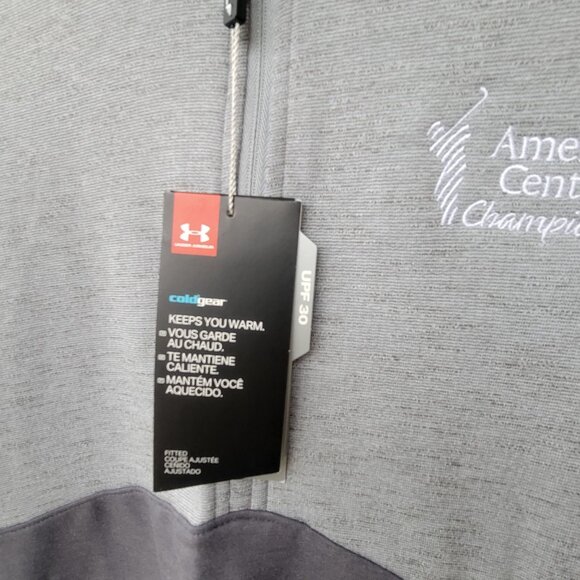 UNDER ARMOUR
coldgear
KEEPS YOU WARM.
VOUS GARDE
AU CHAUD.
TE MANTIENE
CALIENTE.
MANTÉM VOCÊ
AQUECIDO.
FITTED
COUPE AJUSTÉE
CEÑIDO
AJUSTADO
UPF 30
Ame
Cent
Champi